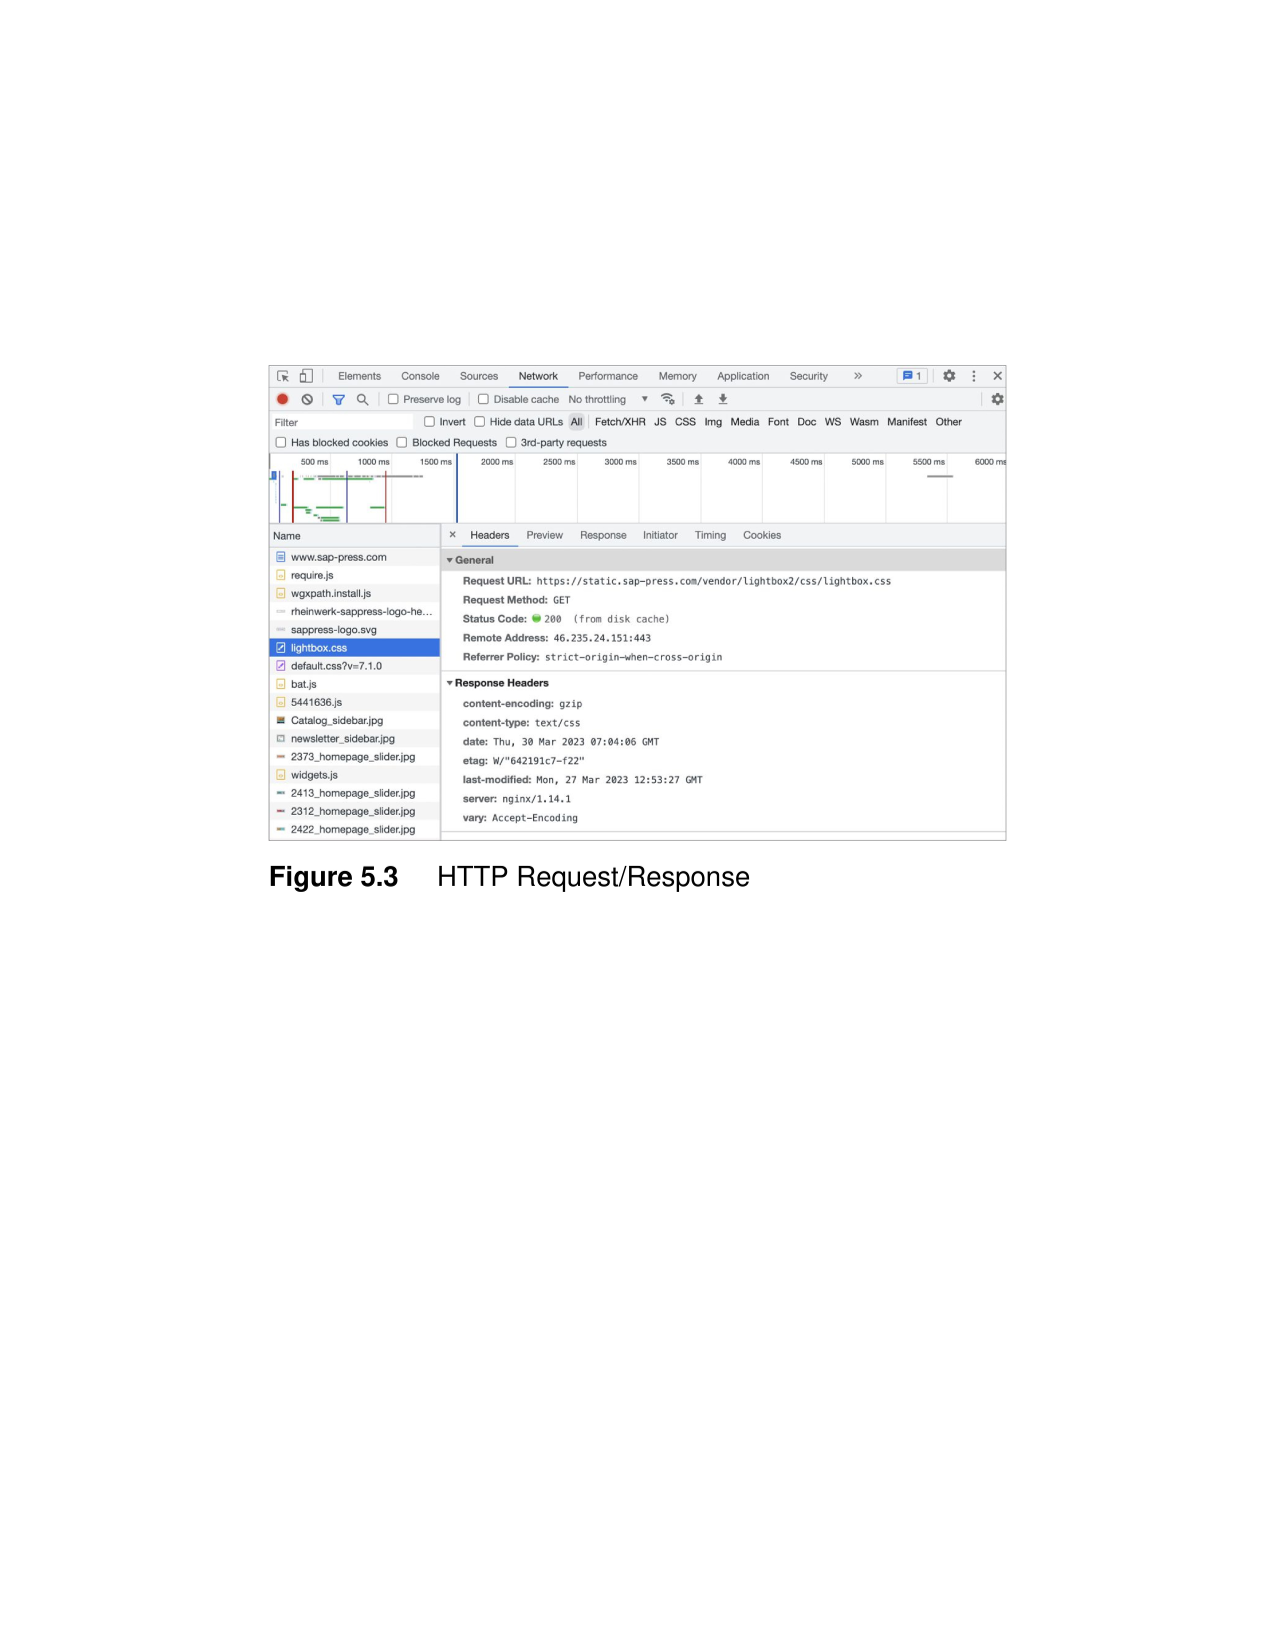 Elements Console Sources Network Performance Memory Application Security » 1
Preserve log Disable cache No throttling
Filter Invert Hide data URLs All Fetch/XHR JS CSS Img Media Font Doc WS Wasm Manifest Other
Has blocked cookies Blocked Requests 3rd-party requests
500 ms 1000 ms 1500 ms 2000 ms 2500 ms 3000 ms 3500 ms 4000 ms 4500 ms 5000 ms 5500 ms 6000 ms
Name
www.sap-press.com
require.js
wgxpath.install.js
rheinwerk-sappress-logo-he...
sappress-logo.svg
lightbox.css
default.css?v=7.1.0
bat.js
5441636.js
Catalog_sidebar.jpg
newsletter_sidebar.jpg
2373_homepage_slider.jpg
widgets.js
2413_homepage_slider.jpg
2312_homepage_slider.jpg
2422_homepage_slider.jpg
× Headers Preview Response Initiator Timing Cookies
General
Request URL: https://static.sap-press.com/vendor/lightbox2/css/lightbox.css
Request Method: GET
Status Code: 200 (from disk cache)
Remote Address: 46.235.24.151:443
Referrer Policy: strict-origin-when-cross-origin
Response Headers
content-encoding: gzip
content-type: text/css
date: Thu, 30 Mar 2023 07:04:06 GMT
etag: W/"642191c7-f22"
last-modified: Mon, 27 Mar 2023 12:53:27 GMT
server: nginx/1.14.1
vary: Accept-Encoding
Figure 5.3 HTTP Request/Response